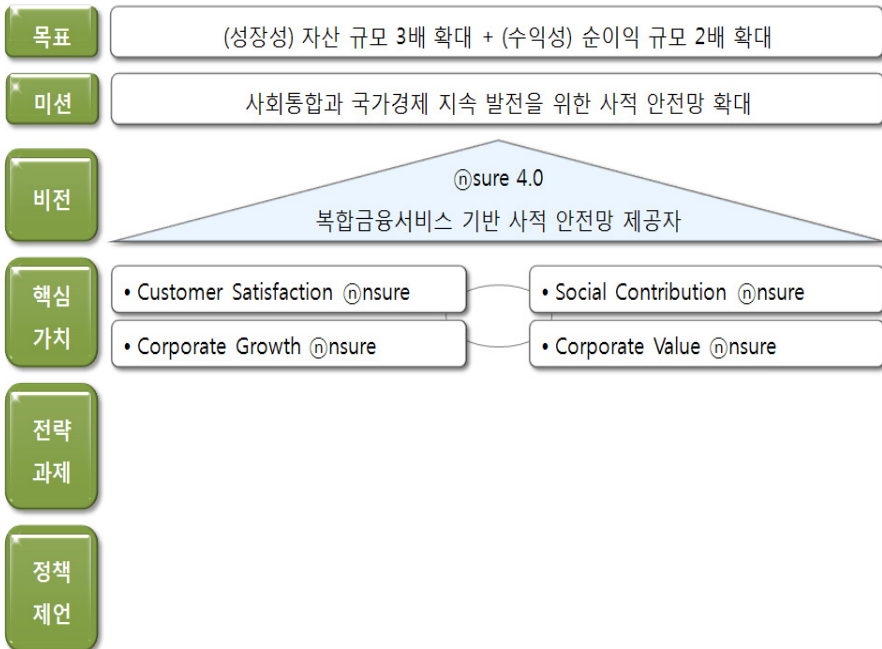 목표
(성장성) 자산 규모 3배 확대 + (수익성) 순이익 규모 2배 확대
미션
사회통합과 국가경제 지속 발전을 위한 사적 안전망 확대
비전
ⓝsure 4.0
복합금융서비스 기반 사적 안전망 제공자
핵심
가치
• Customer Satisfaction ⓝnsure
• Social Contribution ⓝnsure
• Corporate Growth ⓝnsure
• Corporate Value ⓝnsure
전략
과제
정책
제언